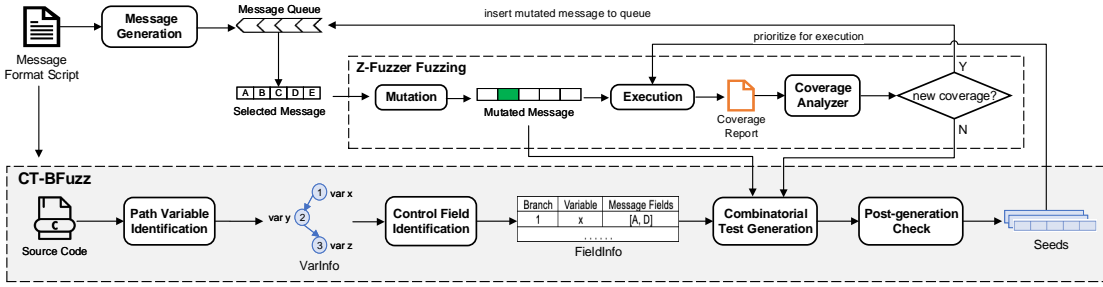 Message Queue
insert mutated message to queue
Message
Generation
prioritize for execution
Message
Format Script
Z-Fuzzer Fuzzing
Y
A B C D E
Selected Message
Mutation
Mutated Message
Execution
Coverage
Report
Coverage
Analyzer
new coverage?
N
CT-BFuzz
C
Source Code
Path Variable
Identification
1 var x
var y 2
3 var z
VarInfo
Control Field
Identification
Branch Variable Message Fields
1 x [A, D]
......
FieldInfo
Combinatorial
Test Generation
Post-generation
Check
Seeds